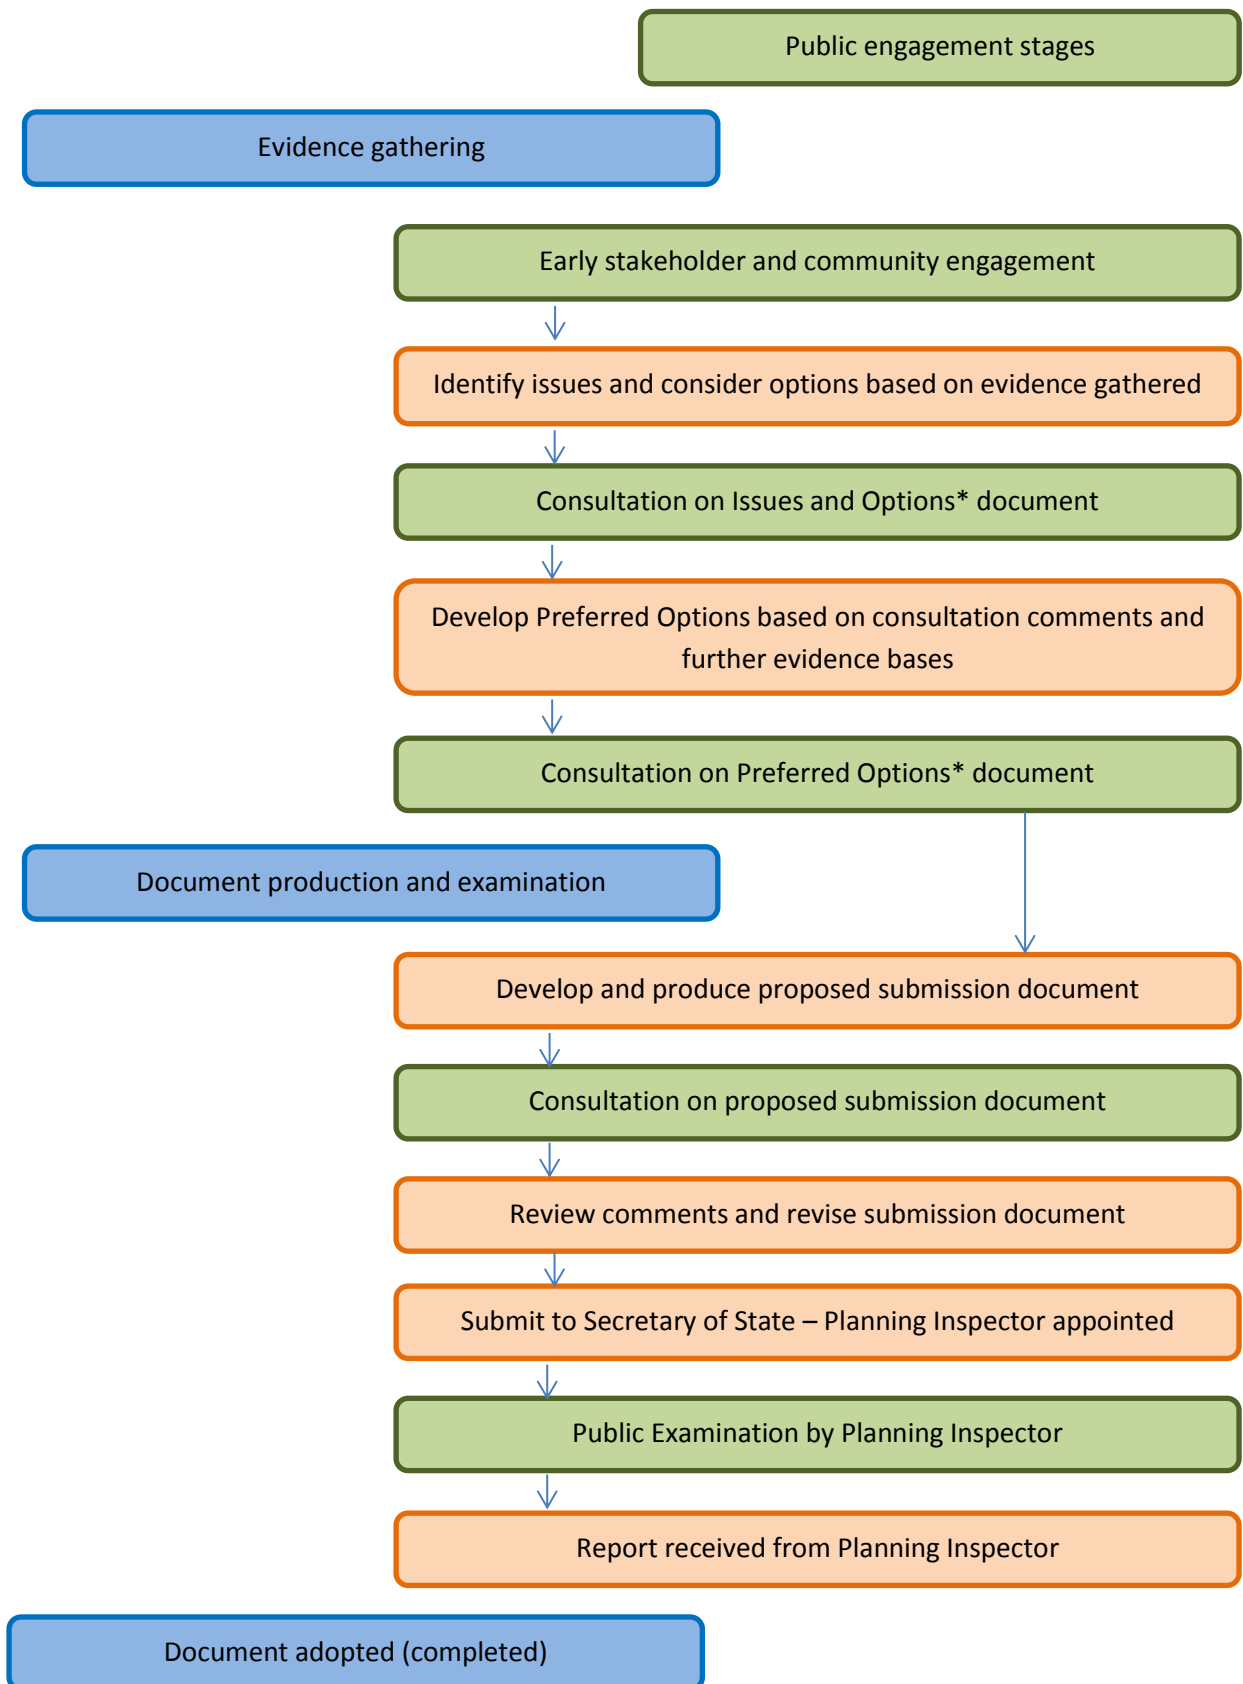 Public engagement stages
Evidence gathering
Early stakeholder and community engagement
Identify issues and consider options based on evidence gathered
Consultation on Issues and Options* document
Develop Preferred Options based on consultation comments and
further evidence bases
Consultation on Preferred Options* document
Document production and examination
Develop and produce proposed submission document
Consultation on proposed submission document
Review comments and revise submission document
Submit to Secretary of State – Planning Inspector appointed
Public Examination by Planning Inspector
Report received from Planning Inspector
Document adopted (completed)